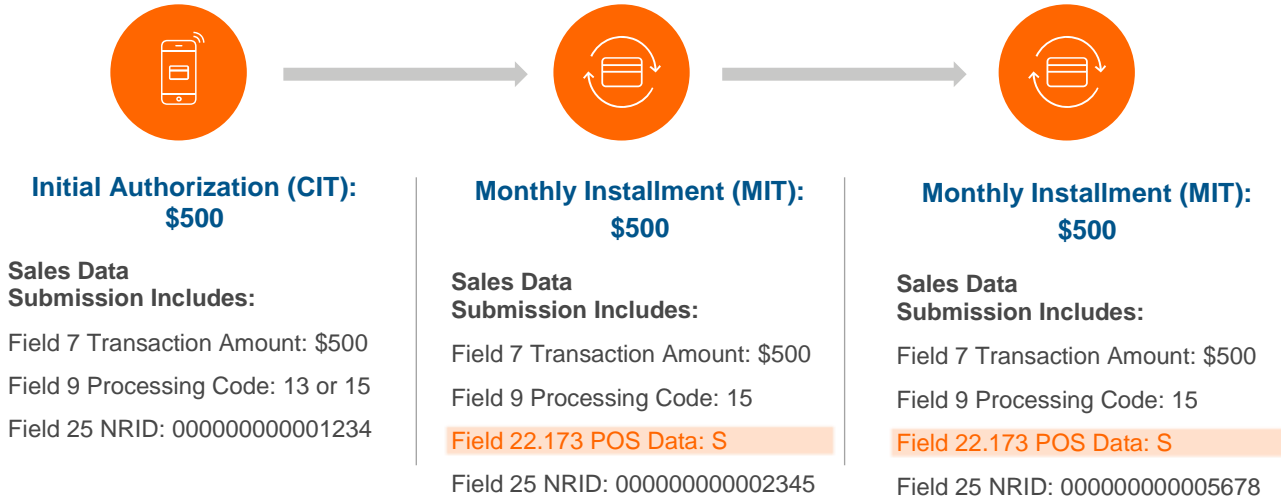 Initial Authorization (CIT):
$500
Sales Data
Submission Includes:
Field 7 Transaction Amount: $500
Field 9 Processing Code: 13 or 15
Field 25 NRID: 000000000001234
Monthly Installment (MIT):
$500
Sales Data
Submission Includes:
Field 7 Transaction Amount: $500
Field 9 Processing Code: 15
Field 22.173 POS Data: S
Field 25 NRID: 000000000002345
Monthly Installment (MIT):
$500
Sales Data
Submission Includes:
Field 7 Transaction Amount: $500
Field 9 Processing Code: 15
Field 22.173 POS Data: S
Field 25 NRID: 000000000005678